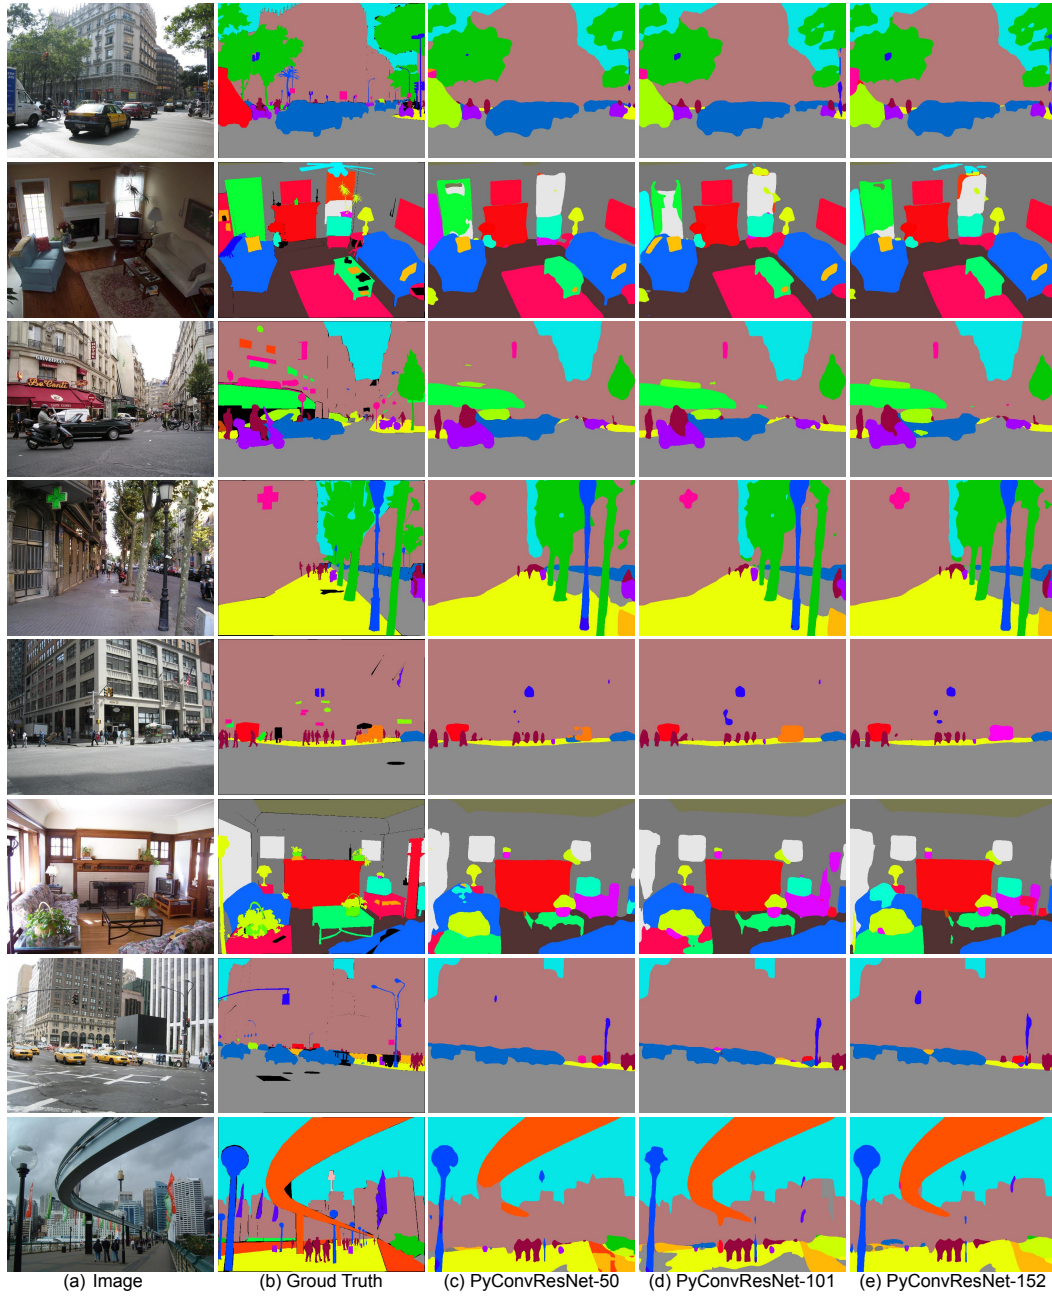 (a) Image
(b) Groud Truth
(c) PyConvResNet-50
(d) PyConvResNet-101
(e) PyConvResNet-152